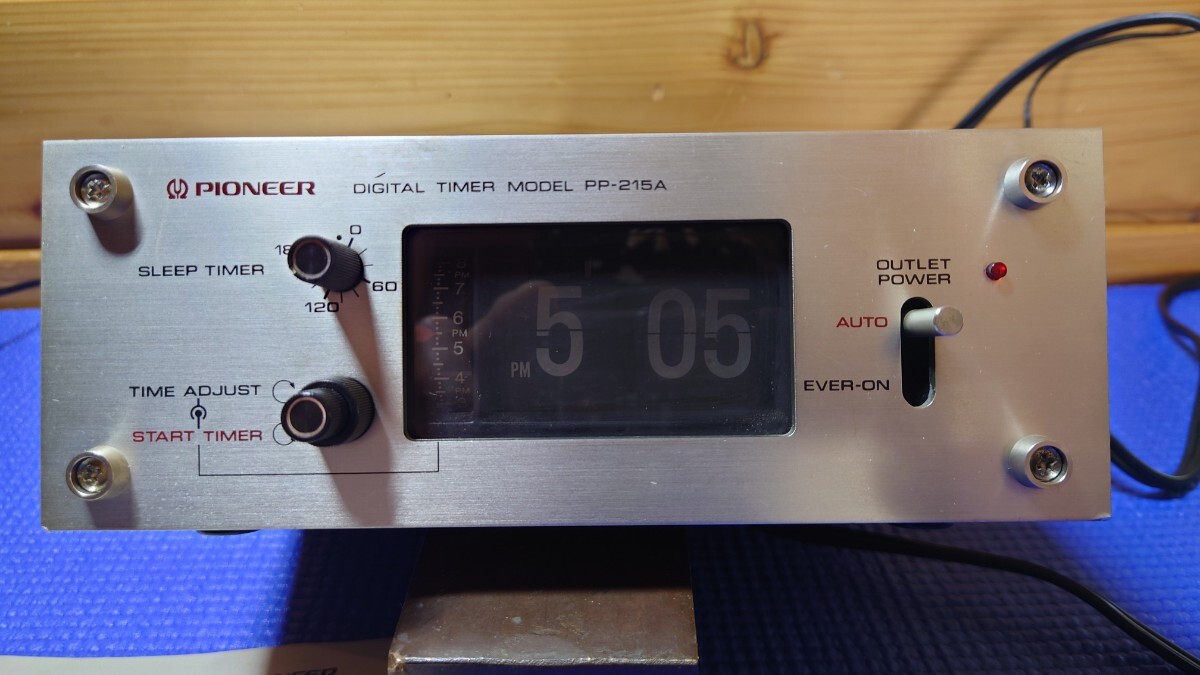 PIONEER DIGITAL TIMER MODEL PP-215A
SLEEP TIMER
0
60
120
TIME ADJUST
START TIMER
PM
7
6
PM
5
4
PM 5 05
OUTLET
POWER
AUTO
EVER-ON